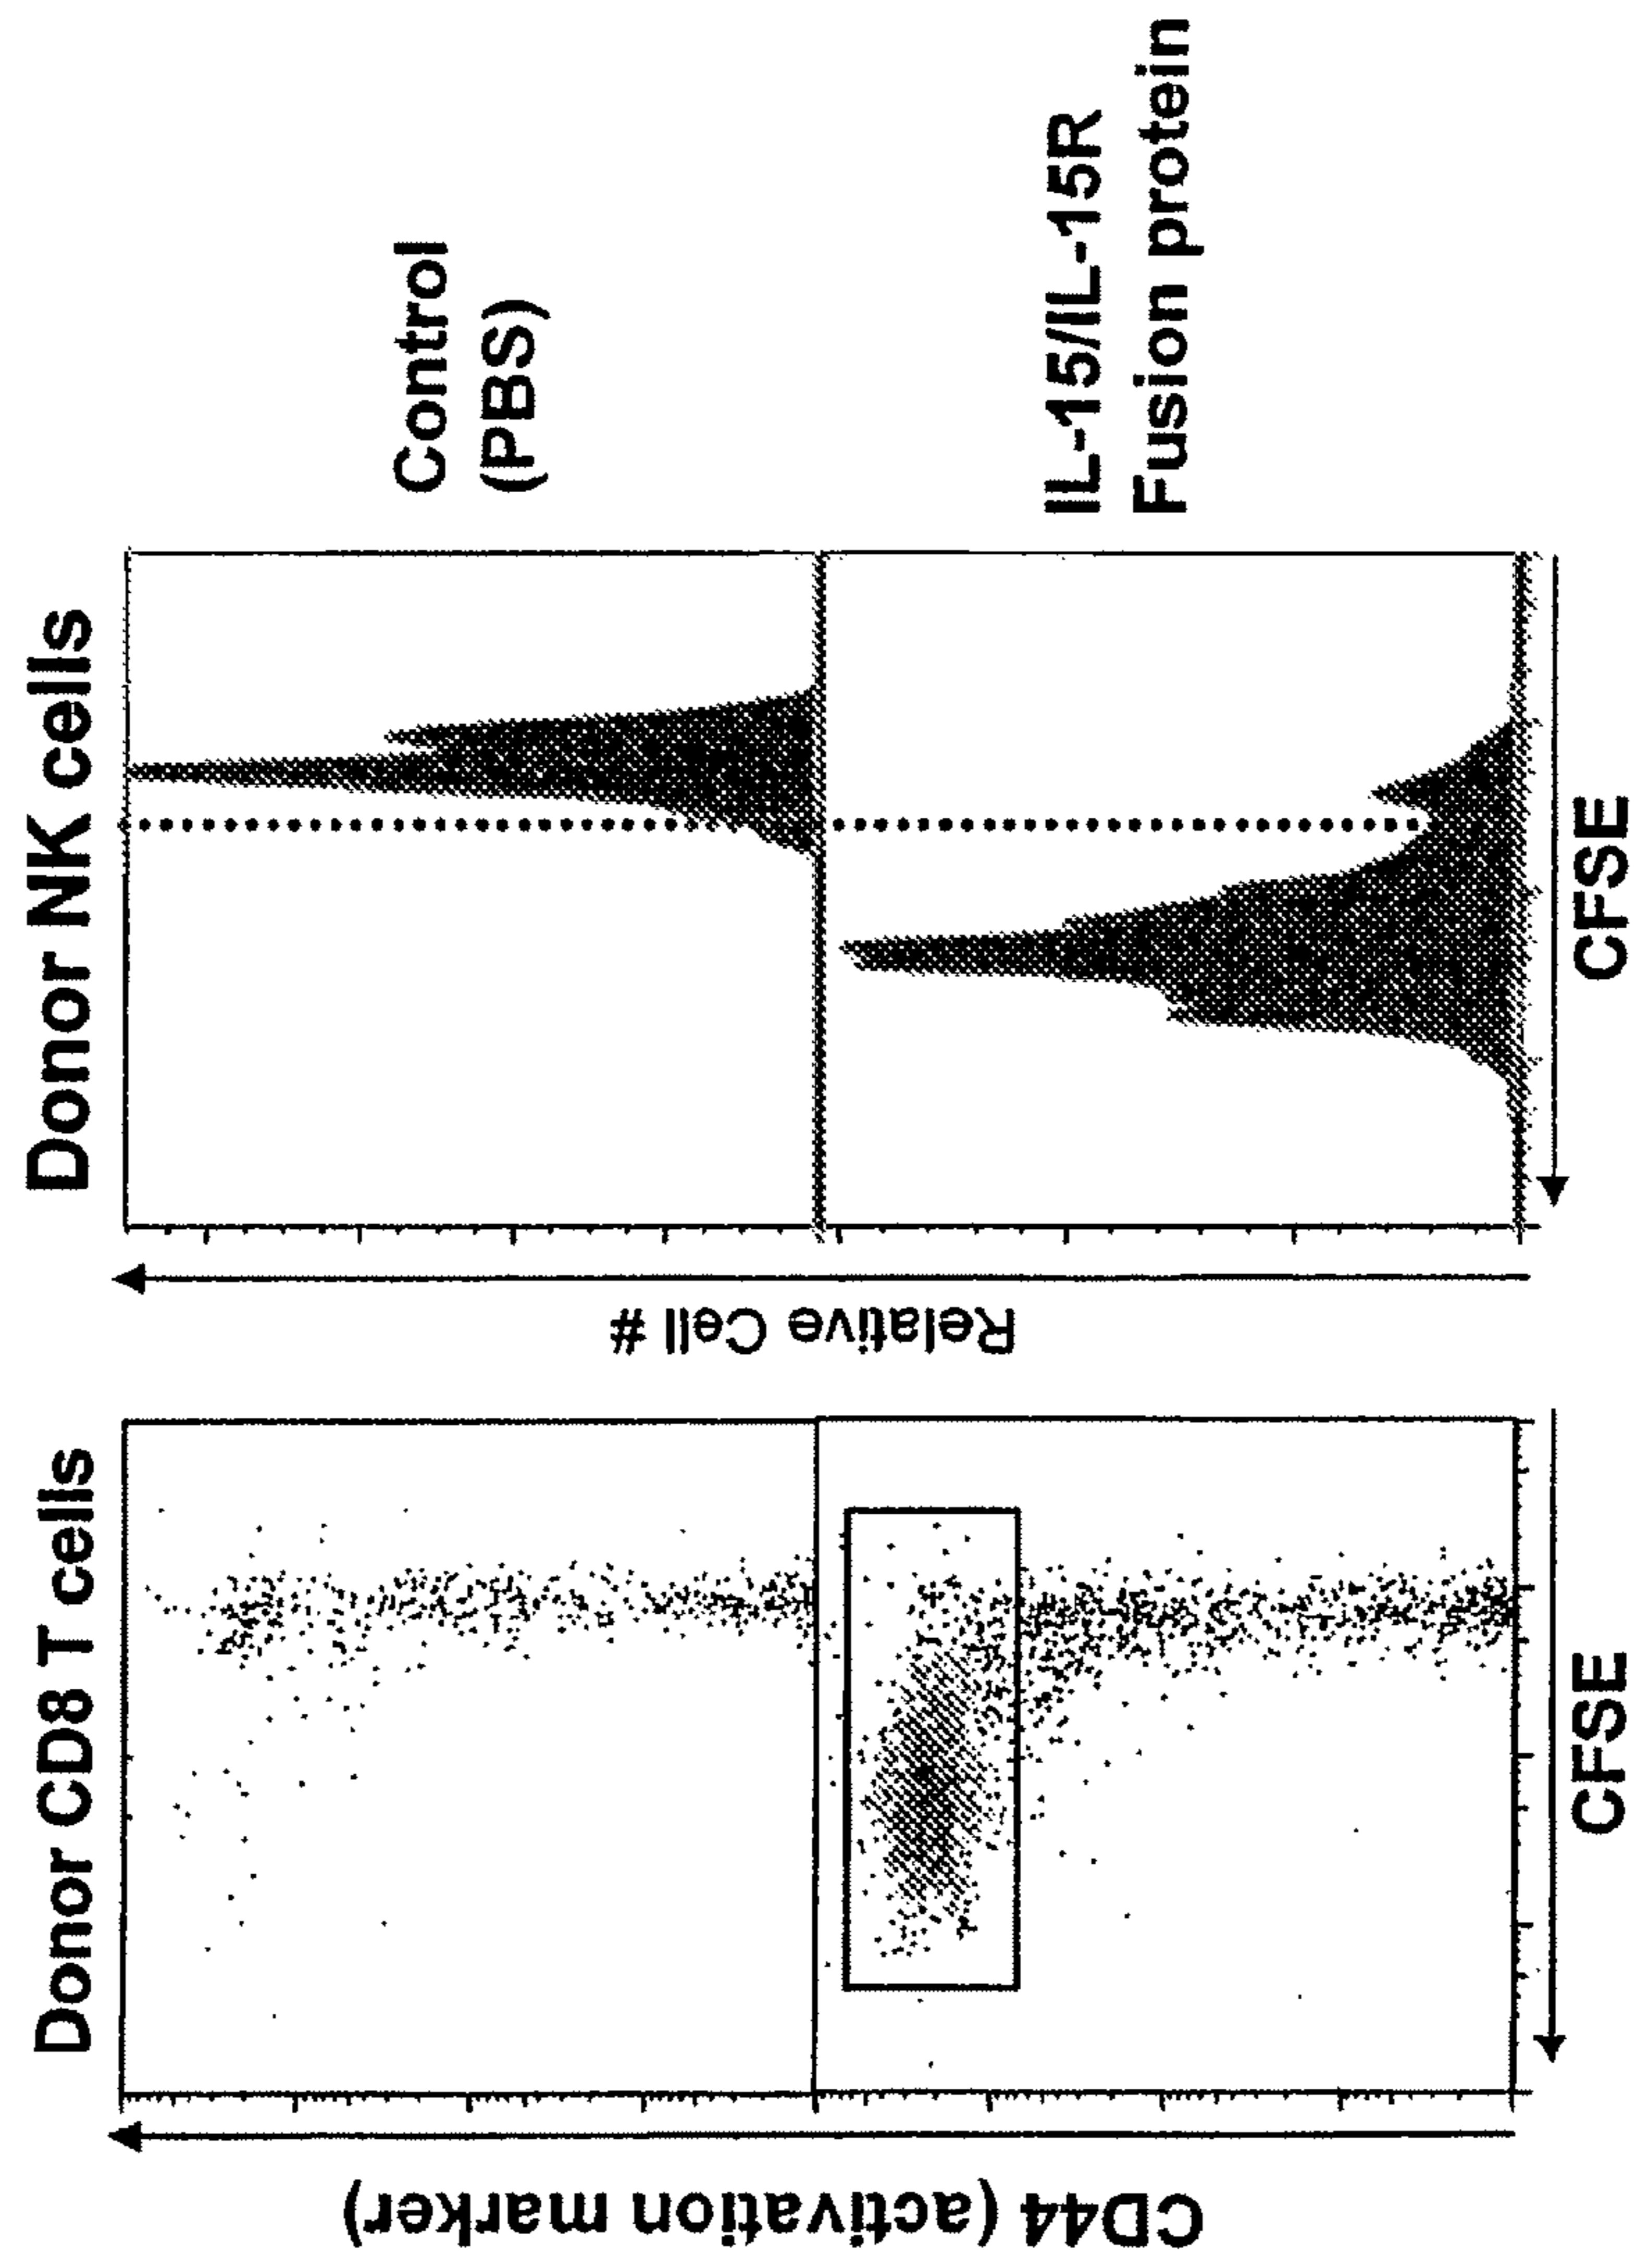 Donor CD8 T cells
Donor NK cells
CD44 (activation marker)
Relative Cell #
Control
(PBS)
IL-15/IL-15R
Fusion protein
CFSE
CFSE